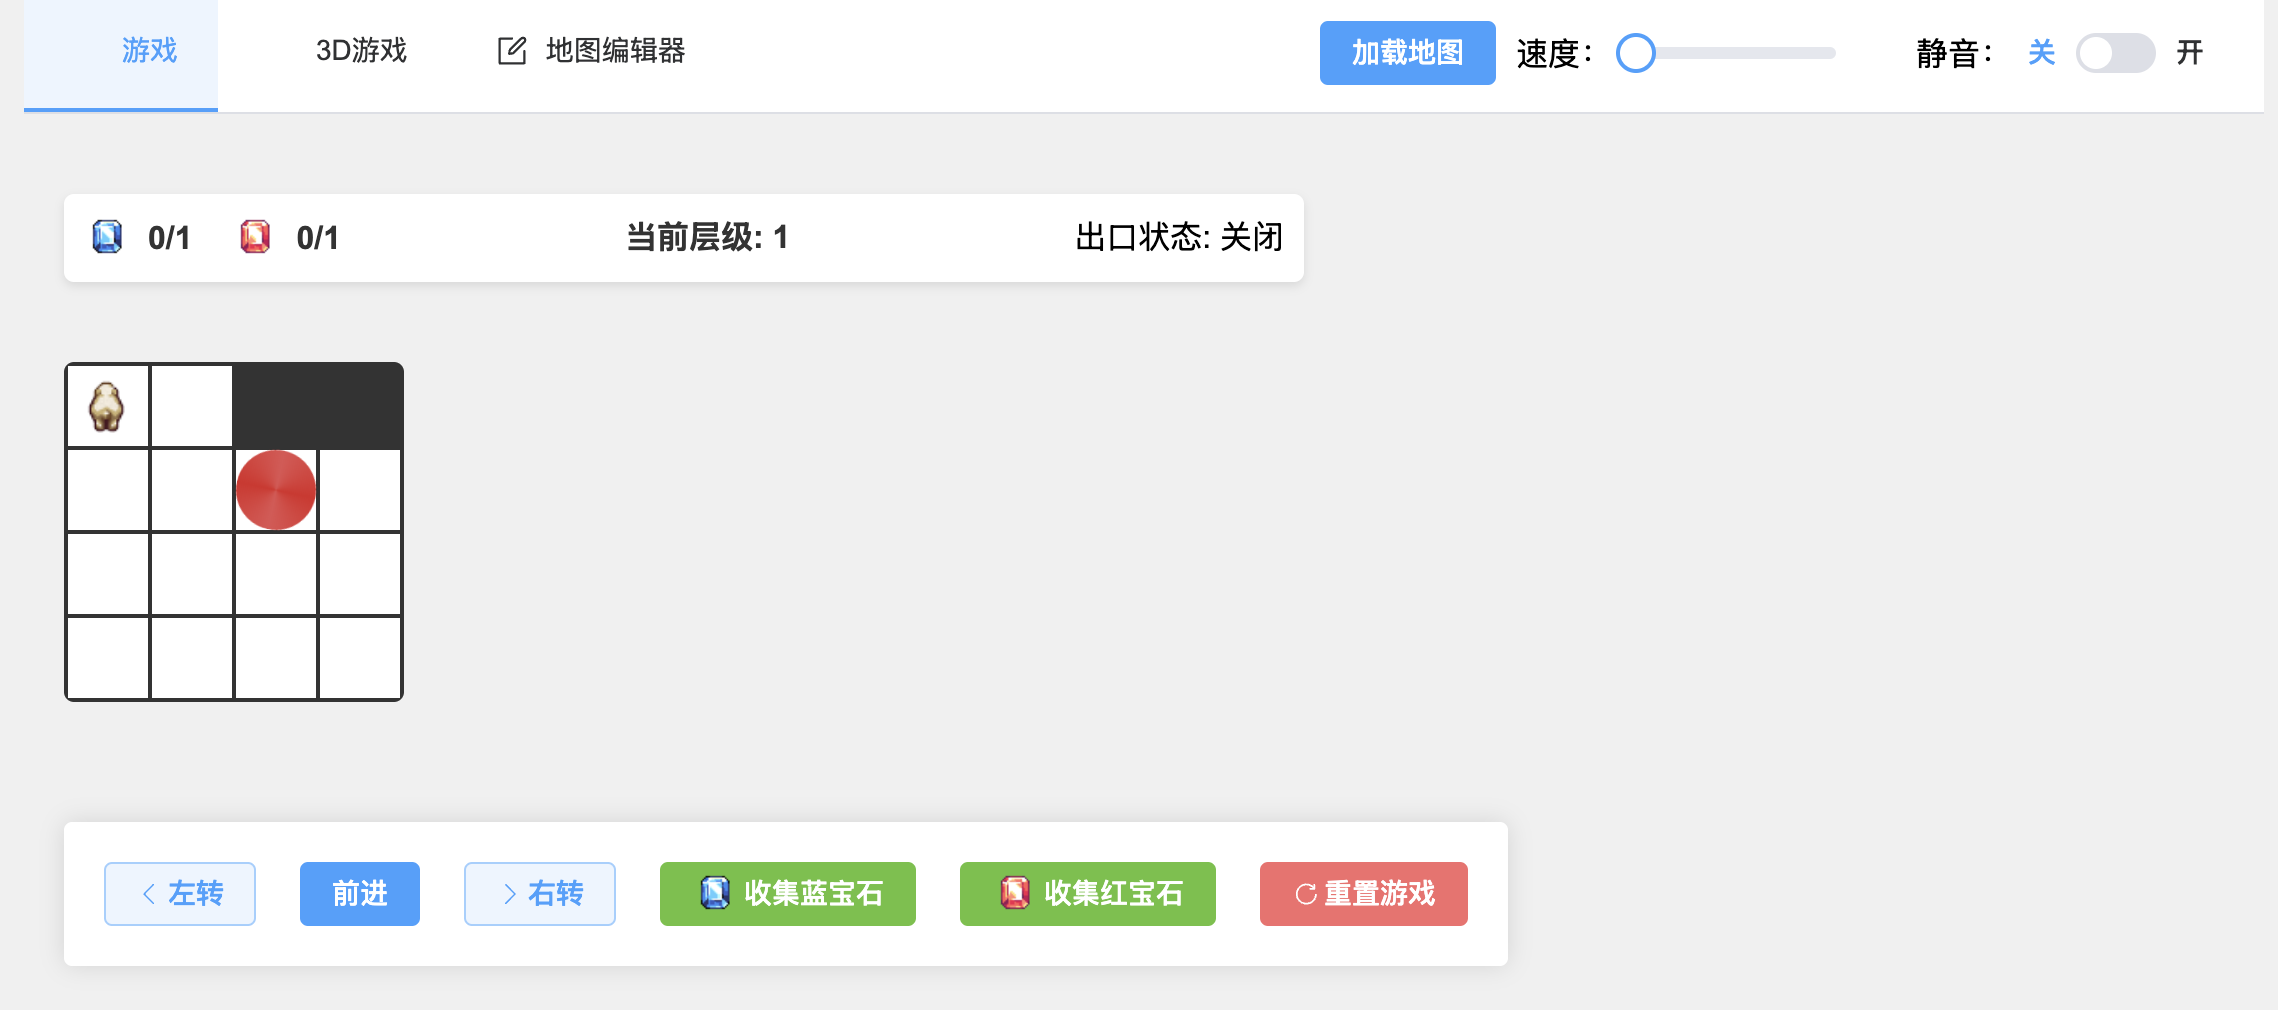 游戏 3D游戏 地图编辑器 加载地图 速度： 静音： 关 开
0/1 0/1 当前层级: 1 出口状态: 关闭
左转 前进 右转 收集蓝宝石 收集红宝石 重置游戏